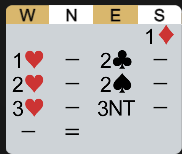 W N E S
1♦
1♥ – 2♣ –
2♥ – 2♠ –
3♥ – 3NT –
– =